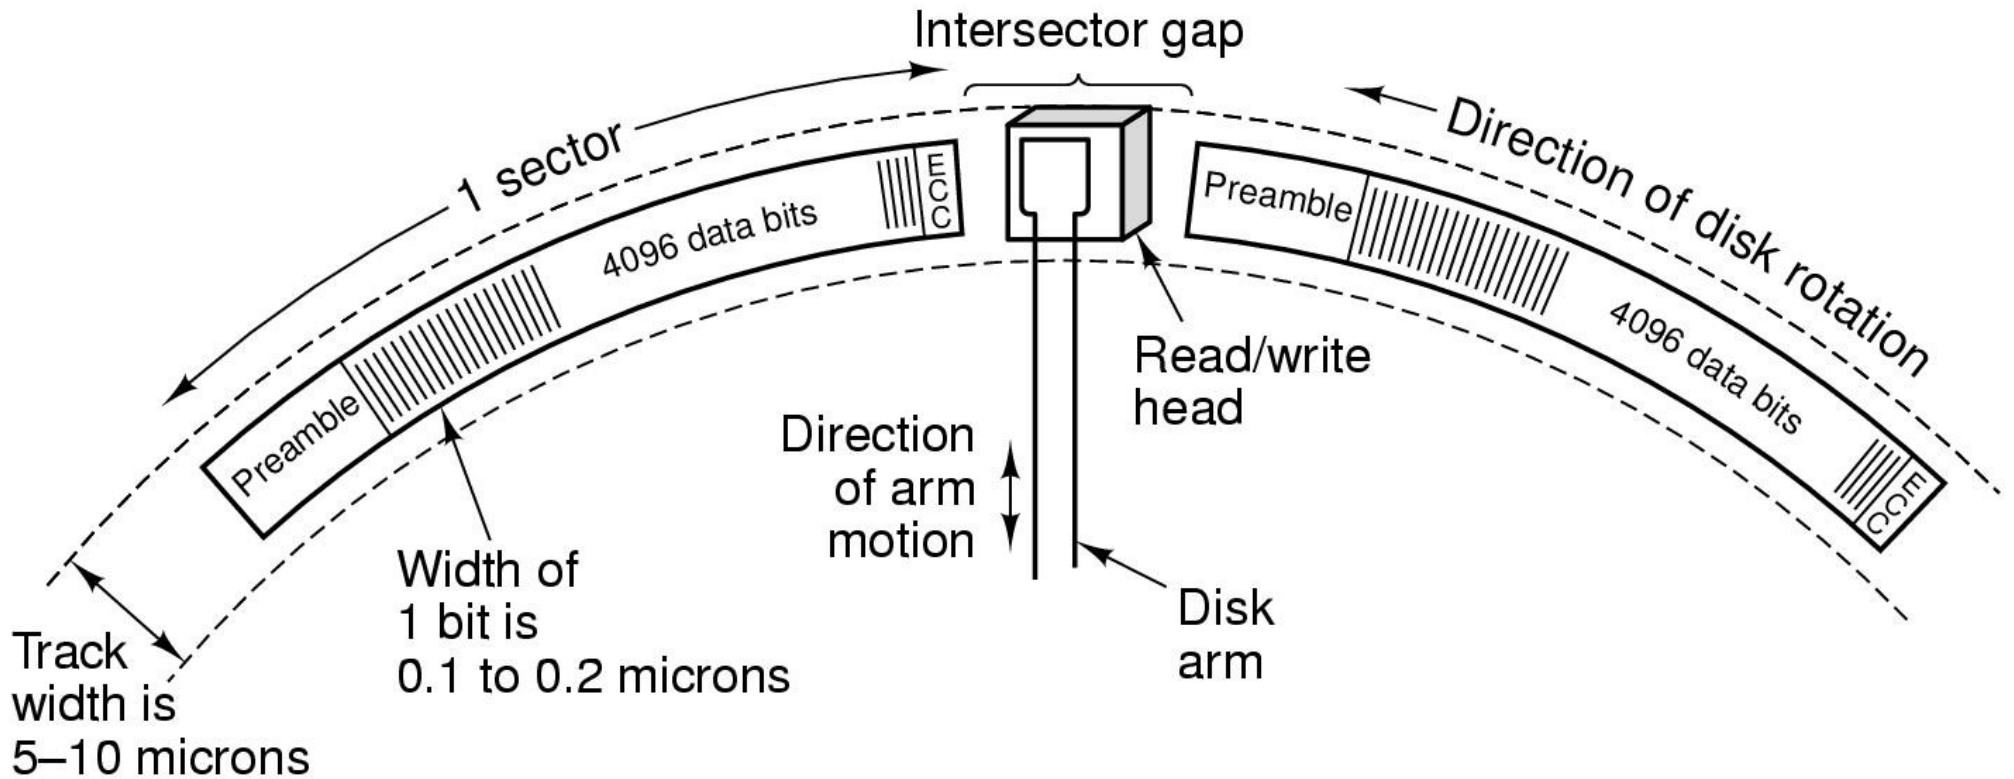 Intersector gap
1 sector
Direction of disk rotation
Preamble
4096 data bits
E
C
C
Preamble
4096 data bits
E
C
C
Read/write
head
Direction
of arm
motion
Width of
1 bit is
0.1 to 0.2 microns
Disk
arm
Track
width is
5–10 microns